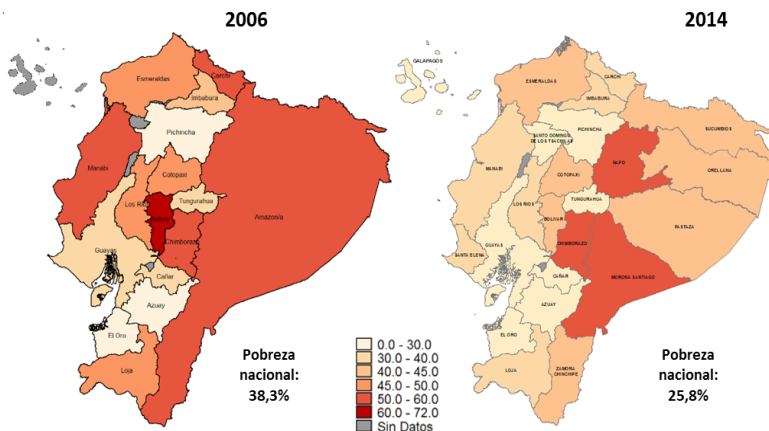 2006
2014
Esmeraldas
Carchi
Imbabura
Pichincha
Manabí
Cotopaxi
Los Ríos
Tungurahua
Amazonía
Chimborazo
Guayas
Cañar
Azuay
El Oro
Loja
Pobreza
nacional:
38,3%
0.0 - 30.0
30.0 - 40.0
40.0 - 45.0
45.0 - 50.0
50.0 - 60.0
60.0 - 72.0
Sin Datos
GALAPAGOS
ESMERALDAS
CARCHI
IMBABURA
SUCUMBIOS
PICHINCHA
SANTO DOMINGO
DE LOS TSACHILAS
NAPO
ORELLANA
MANABI
COTOPAXI
TUNGURAHUA
LOS RIOS
BOLIVAR
PASTAZA
GUAYAS
SANTA ELENA
MORONA SANTIAGO
CAÑAR
AZUAY
EL ORO
LOJA
ZAMORA
CHINCHIPE
Pobreza
nacional:
25,8%